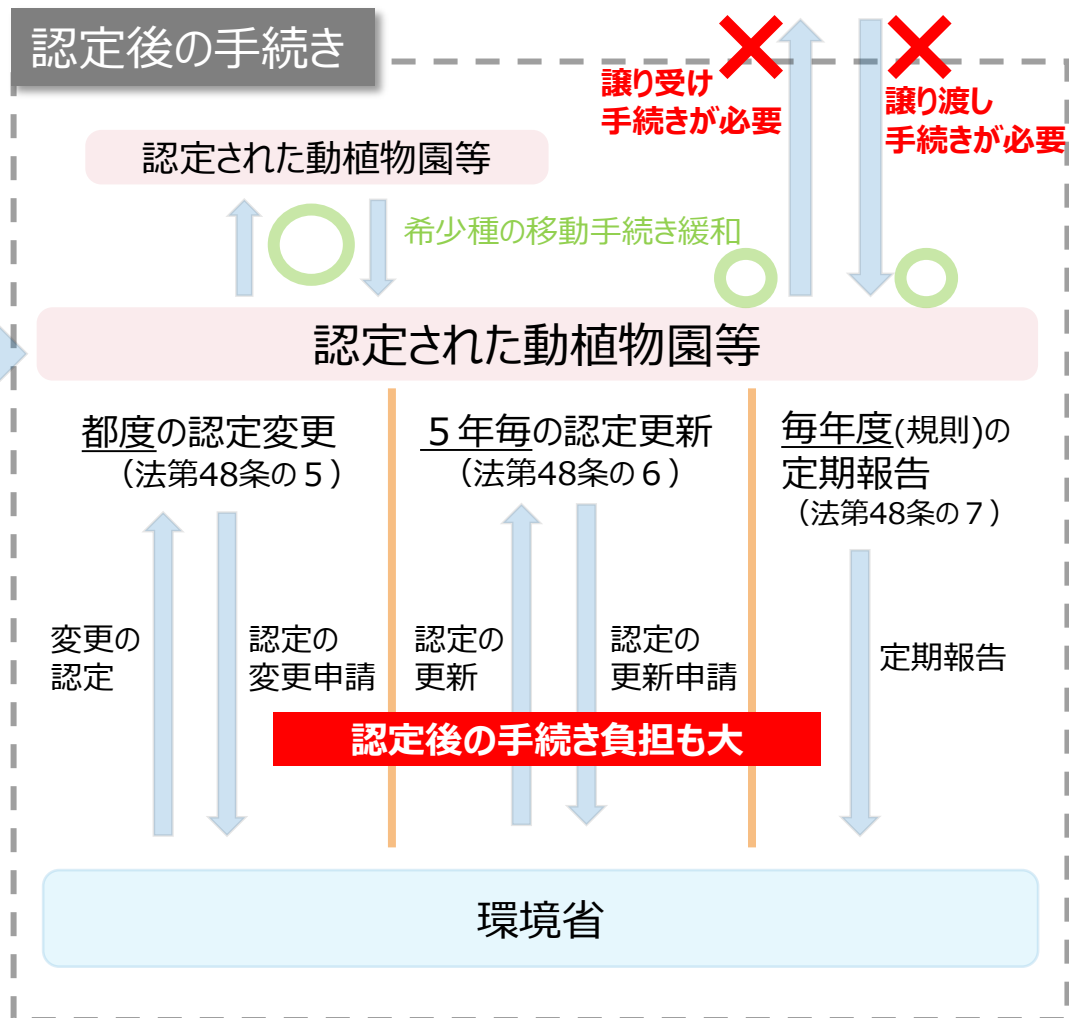 認定後の手続き
譲り受け
手続きが必要
譲り渡し
手続きが必要
認定された動植物園等
希少種の移動手続き緩和
認定された動植物園等
都度の認定変更
（法第48条の５）
５年毎の認定更新
（法第48条の６）
毎年度(規則)の
定期報告
（法第48条の７）
変更の
認定
認定の
変更申請
認定の
更新
認定の
更新申請
定期報告
認定後の手続き負担も大
環境省